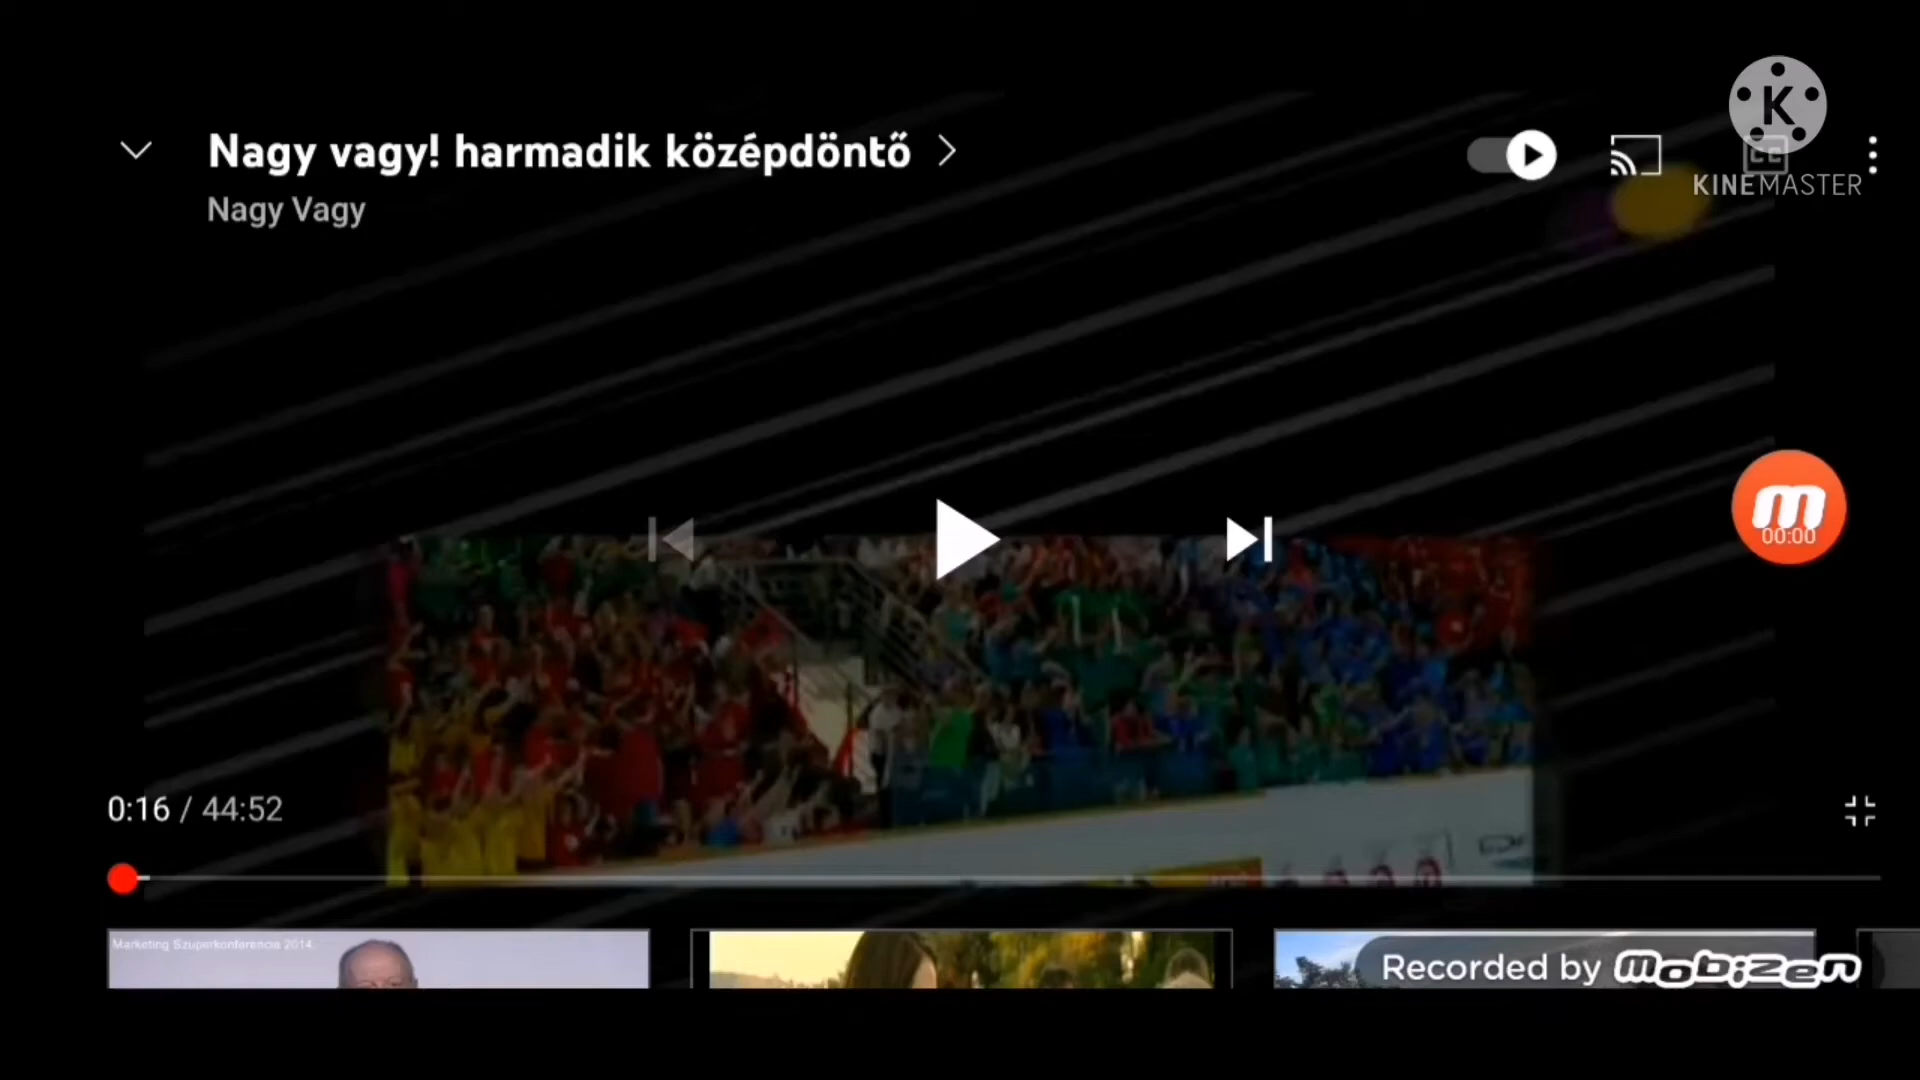 Nagy vagy! harmadik középdöntő
Nagy Vagy
K
CC
KINEMASTER
m
00:00
0:16 / 44:52
Marketing Szuperkonferencia 2014.
Recorded by mobizen